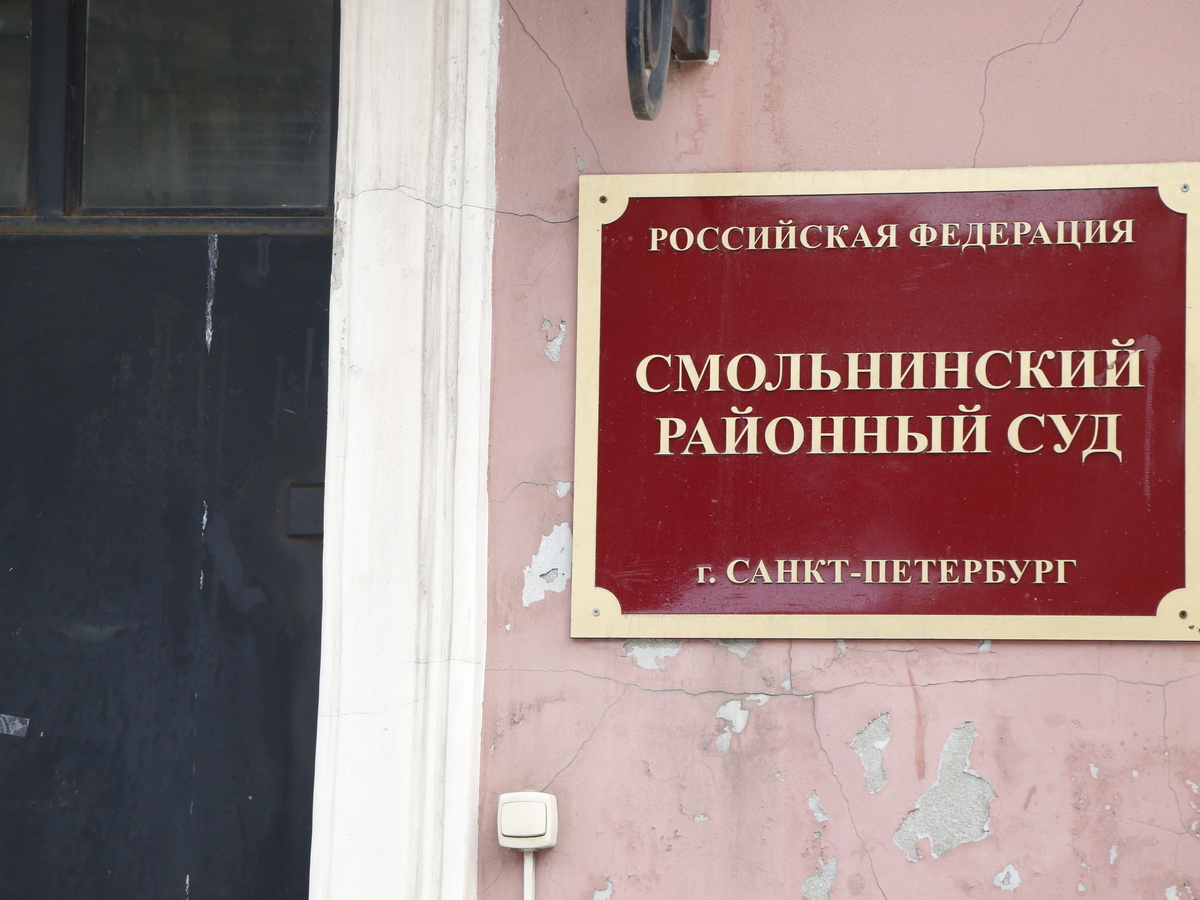 РОССИЙСКАЯ ФЕДЕРАЦИЯ
СМОЛЬНИНСКИЙ
РАЙОННЫЙ СУД
г. САНКТ-ПЕТЕРБУРГ